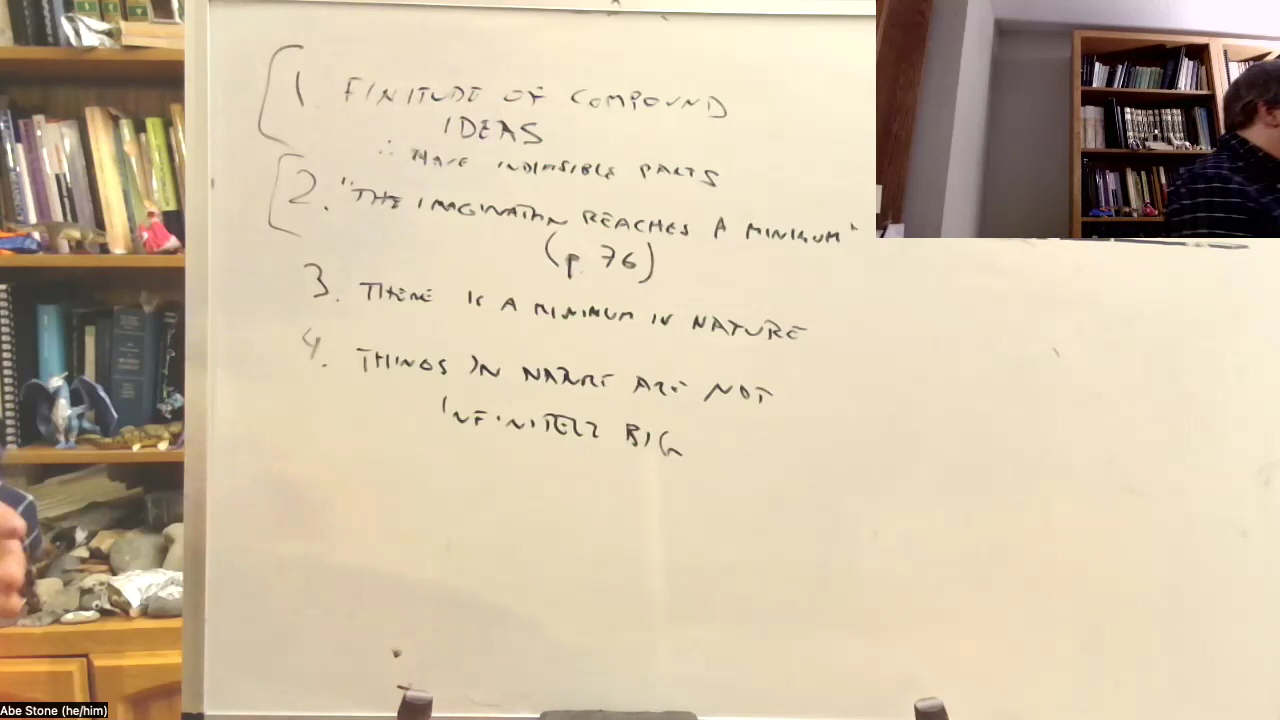 1. FINITUDE OF COMPOUND
IDEAS
∴ HAVE INDIVISIBLE PARTS
2. "THE IMAGINATION REACHES A MINIMUM"
(p. 76)
3. THERE IS A MINIMUM IN NATURE
4. THINGS IN NATURE ARE NOT
INFINITELY BIG
Abe Stone (he/him)